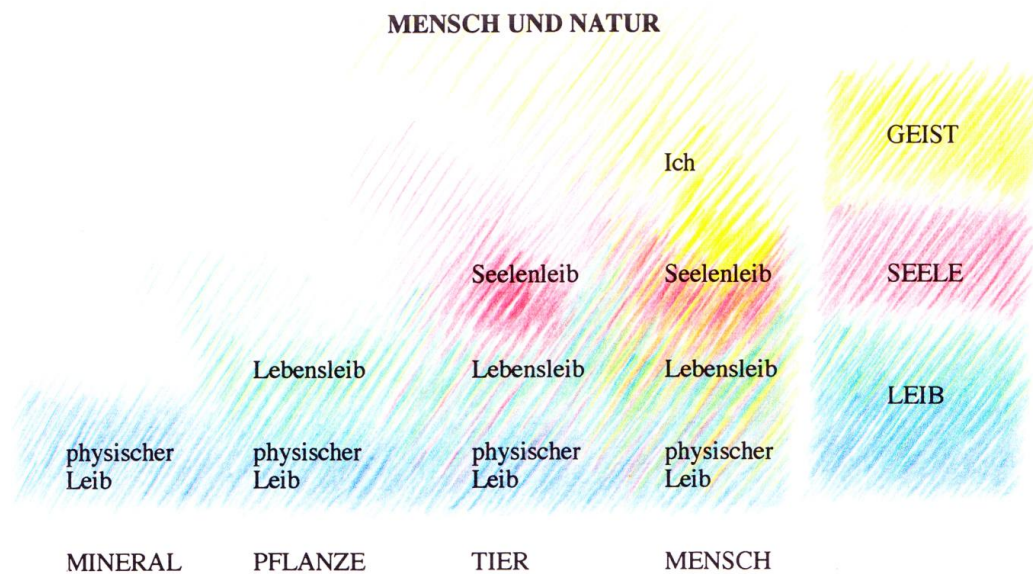 MENSCH UND NATUR
GEIST
Ich
Seelenleib Seelenleib SEELE
Lebensleib Lebensleib Lebensleib
LEIB
physischer physischer physischer physischer
Leib Leib Leib Leib
MINERAL PFLANZE TIER MENSCH